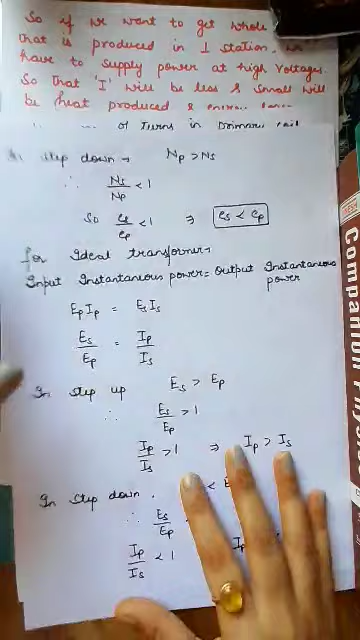 So if we want to get whole
that is produced in 1 station. we
have to supply power at high voltages.
So that 'I' will be less & small will
be heat produced &
of Turns in Primary coil
In step down → Np > Ns
∴ Ns/Np < 1
So es/ep < 1 ⇒ es < ep
for Ideal transformer →
Input Instantaneous power = Output Instantaneous power
EpIp = EsIs
Es/Ep = Ip/Is
In step up Es > Ep
∴ Es/Ep > 1
Ip/Is > 1 ⇒ Ip > Is
In step down. < E
∴ Es/Ep
Ip/Is < 1
Companion